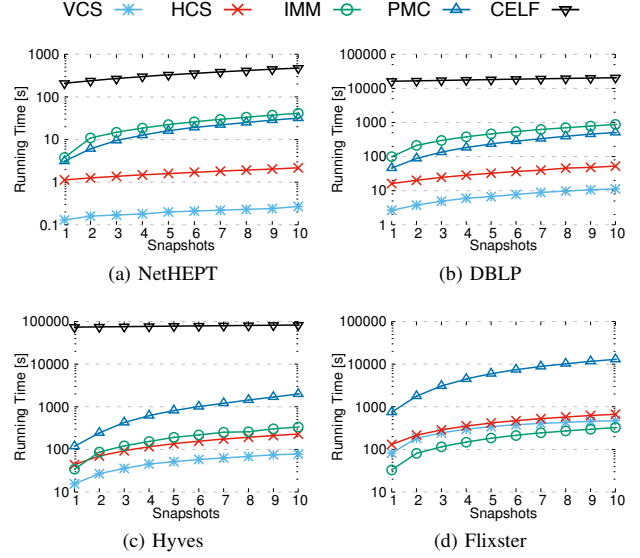 VCS HCS IMM PMC CELF
1000
100
10
1
0.1
Running Time [s]
1 2 3 4 5 6 7 8 9 10
Snapshots
(a) NetHEPT
100000
10000
1000
100
10
1
Running Time [s]
1 2 3 4 5 6 7 8 9 10
Snapshots
(b) DBLP
100000
10000
1000
100
10
Running Time [s]
1 2 3 4 5 6 7 8 9 10
Snapshots
(c) Hyves
100000
10000
1000
100
10
Running Time [s]
1 2 3 4 5 6 7 8 9 10
Snapshots
(d) Flixster